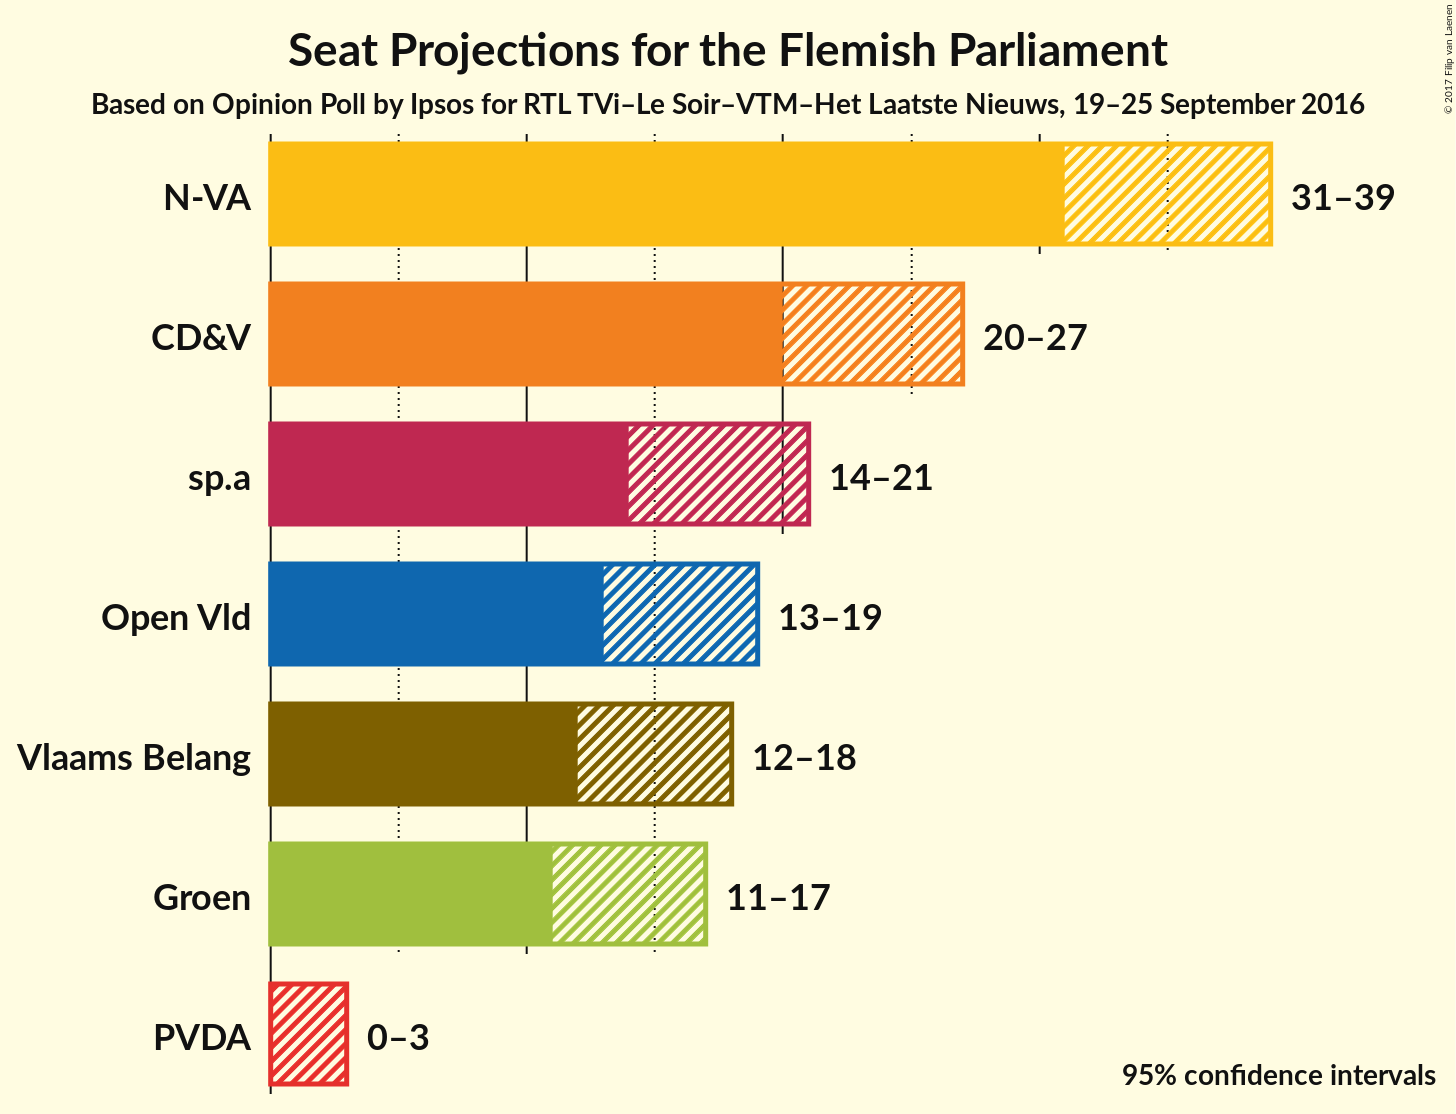 Seat Projections for the Flemish Parliament
Based on Opinion Poll by Ipsos for RTL TVi–Le Soir–VTM–Het Laatste Nieuws, 19–25 September 2016
© 2017 Filip van Laenen
N-VA 31–39
CD&V 20–27
sp.a 14–21
Open Vld 13–19
Vlaams Belang 12–18
Groen 11–17
PVDA 0–3
95% confidence intervals